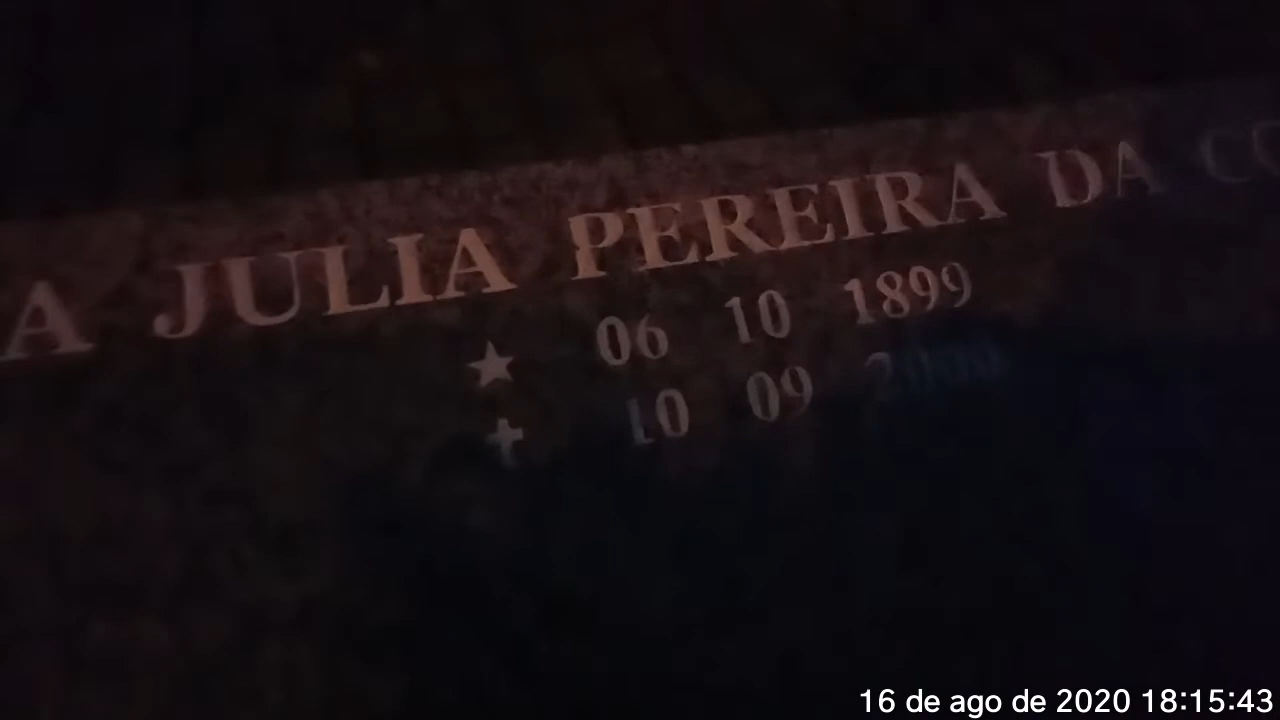 A JULIA PEREIRA DA
★ 06 10 1899
✝ 10 09
16 de ago de 2020 18:15:43